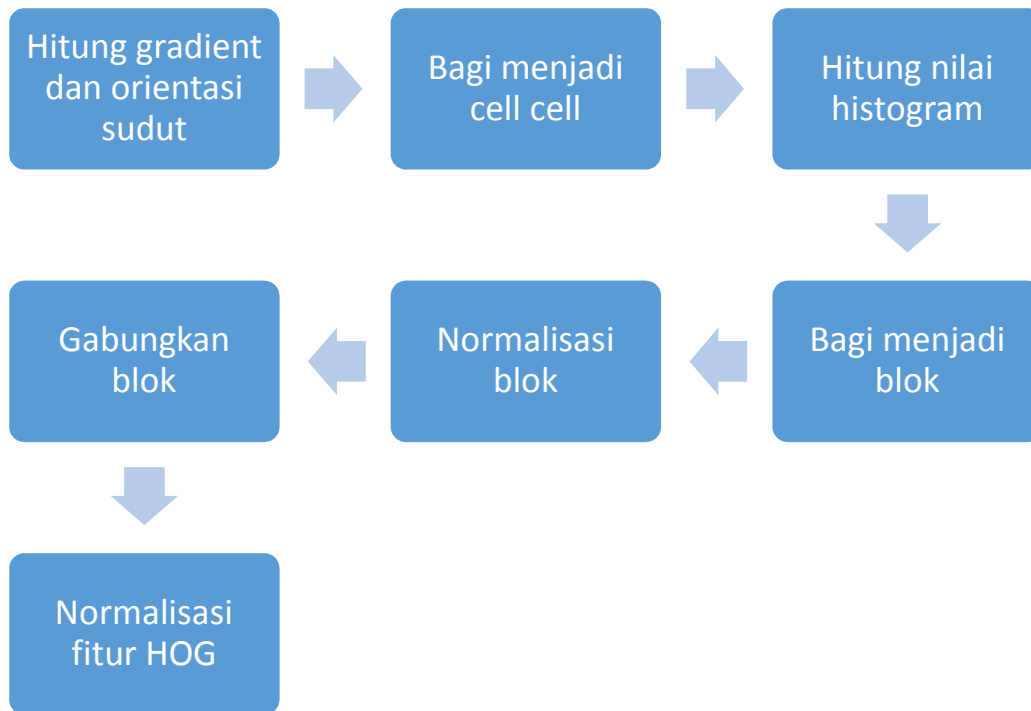 Hitung gradient
dan orientasi
sudut
Bagi menjadi
cell cell
Hitung nilai
histogram
Bagi menjadi
blok
Normalisasi
blok
Gabungkan
blok
Normalisasi
fitur HOG